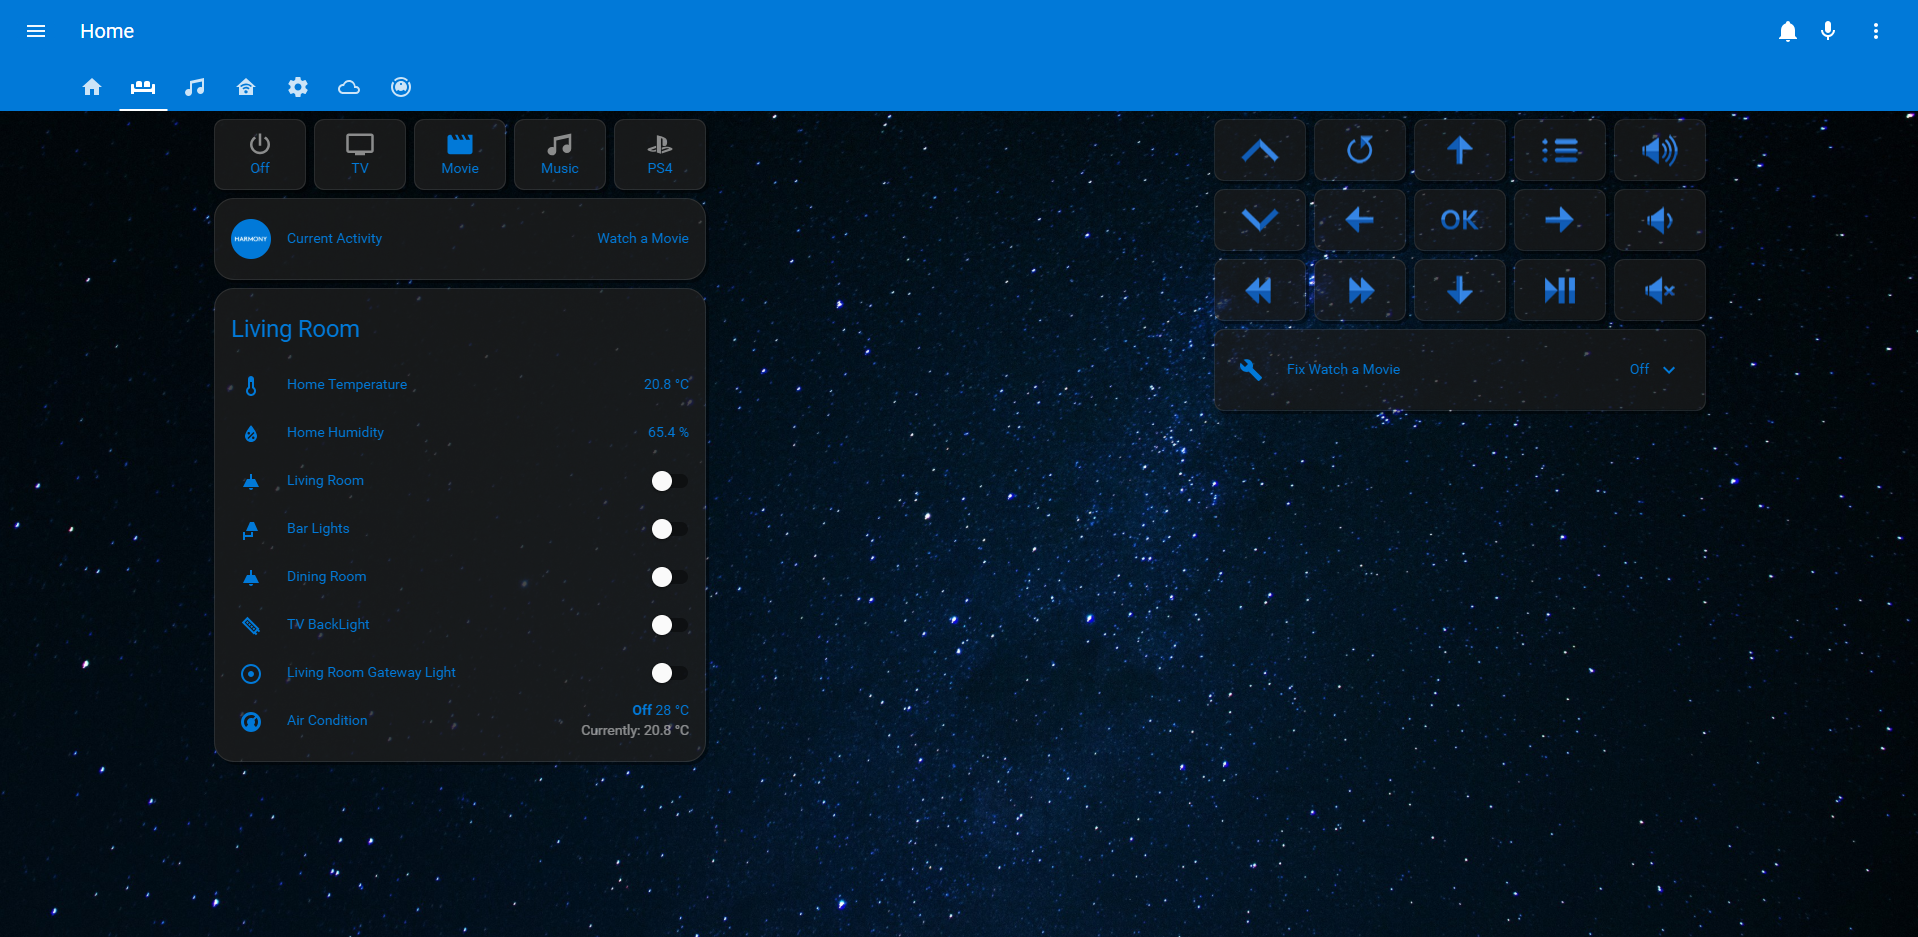 Home
Off
TV
Movie
Music
PS4
HARMONY
Current Activity
Watch a Movie
Living Room
Home Temperature
20.8 °C
Home Humidity
65.4 %
Living Room
Bar Lights
Dining Room
TV BackLight
Living Room Gateway Light
Air Condition
Off 28 °C
Currently: 20.8 °C
OK
Fix Watch a Movie
Off